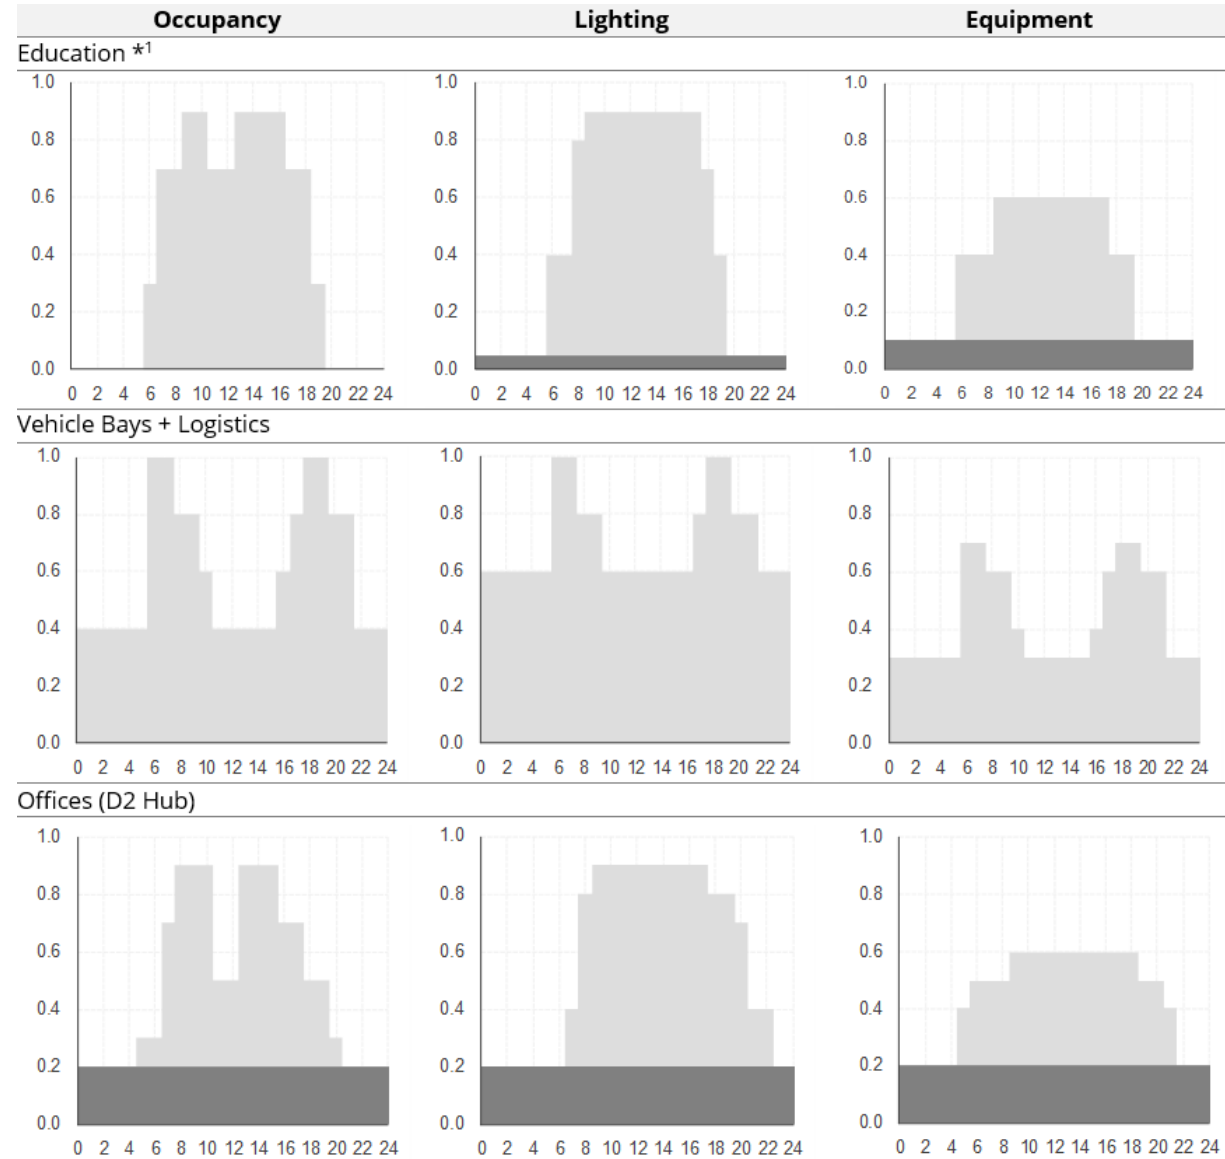 Occupancy Lighting Equipment
Education *1
1.0 1.0 1.0
0.8 0.8 0.8
0.6 0.6 0.6
0.4 0.4 0.4
0.2 0.2 0.2
0.0 0.0 0.0
0 2 4 6 8 10 12 14 16 18 20 22 24 0 2 4 6 8 10 12 14 16 18 20 22 24 0 2 4 6 8 10 12 14 16 18 20 22 24
Vehicle Bays + Logistics
1.0 1.0 1.0
0.8 0.8 0.8
0.6 0.6 0.6
0.4 0.4 0.4
0.2 0.2 0.2
0.0 0.0 0.0
0 2 4 6 8 10 12 14 16 18 20 22 24 0 2 4 6 8 10 12 14 16 18 20 22 24 0 2 4 6 8 10 12 14 16 18 20 22 24
Offices (D2 Hub)
1.0 1.0 1.0
0.8 0.8 0.8
0.6 0.6 0.6
0.4 0.4 0.4
0.2 0.2 0.2
0.0 0.0 0.0
0 2 4 6 8 10 12 14 16 18 20 22 24 0 2 4 6 8 10 12 14 16 18 20 22 24 0 2 4 6 8 10 12 14 16 18 20 22 24